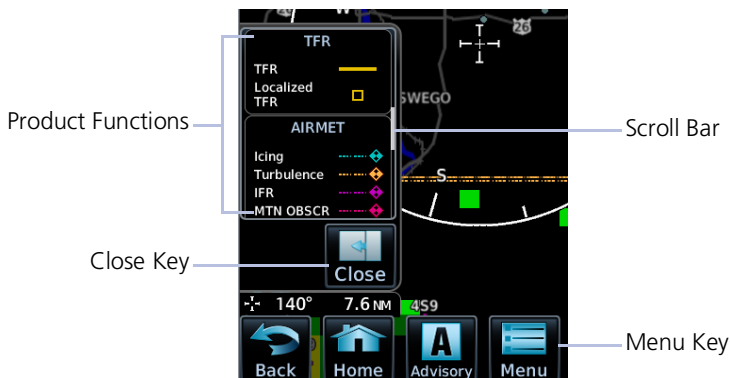 W
26
TFR
TFR
Localized
TFR
SWEGO
Product Functions
AIRMET
Scroll Bar
Icing
Turbulence
S
IFR
MTN OBSCR
Close Key
Close
140° 7.6 NM 4S9
Menu Key
Back Home A Advisory Menu